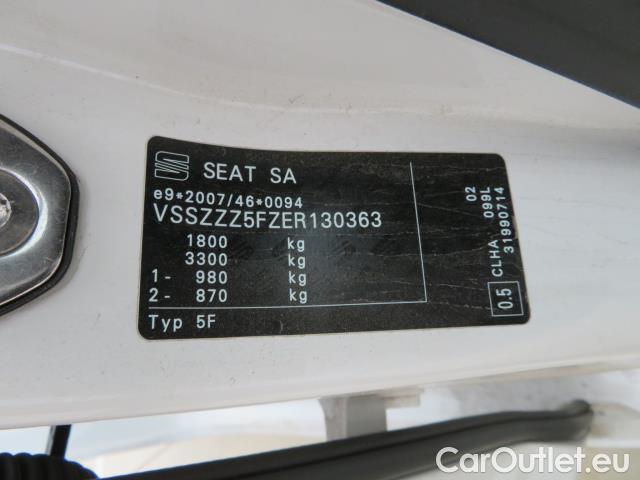 SEAT SA
e9*2007/46*0094
VSSZZZ5FZER130363
1800 kg
3300 kg
1- 980 kg
2- 870 kg
Typ 5F
02
CLHA 099L
31990714
0.5
CarOutlet.eu